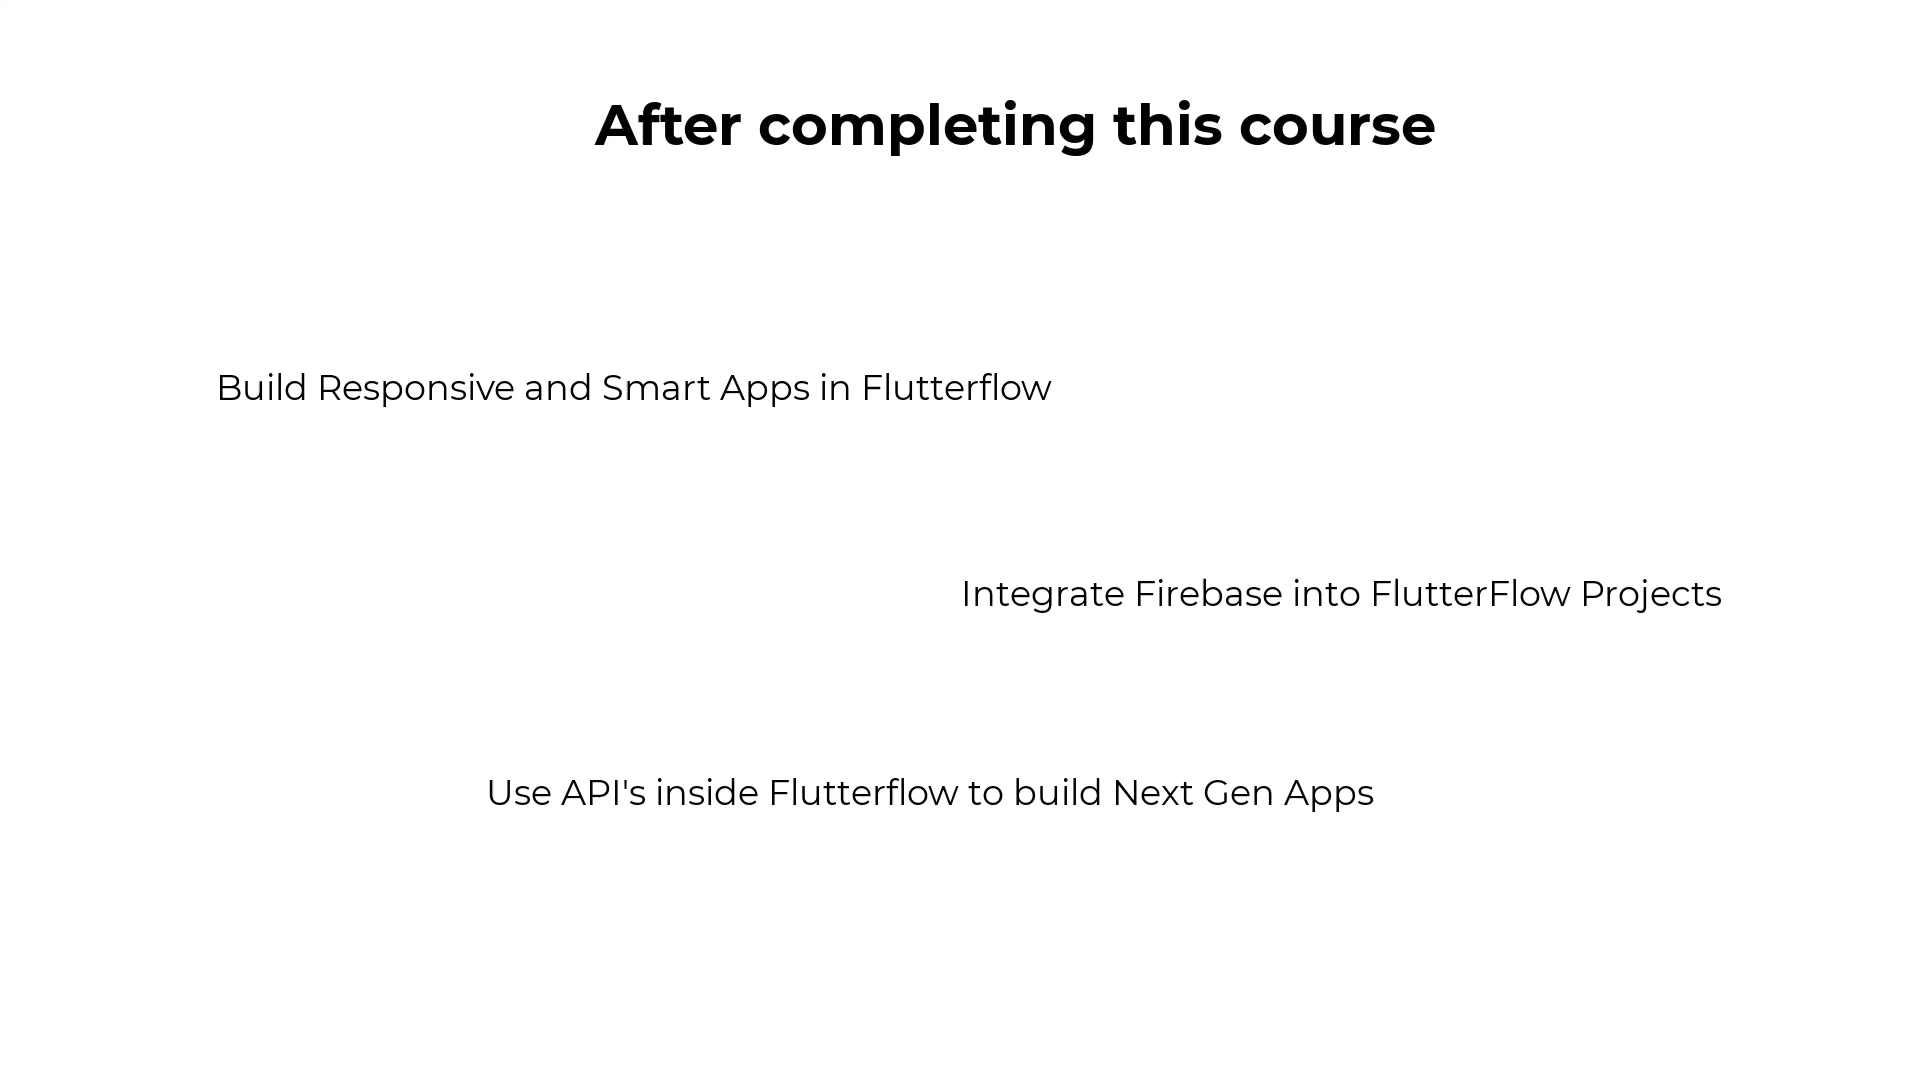 After completing this course
Build Responsive and Smart Apps in Flutterflow
Integrate Firebase into FlutterFlow Projects
Use API's inside Flutterflow to build Next Gen Apps